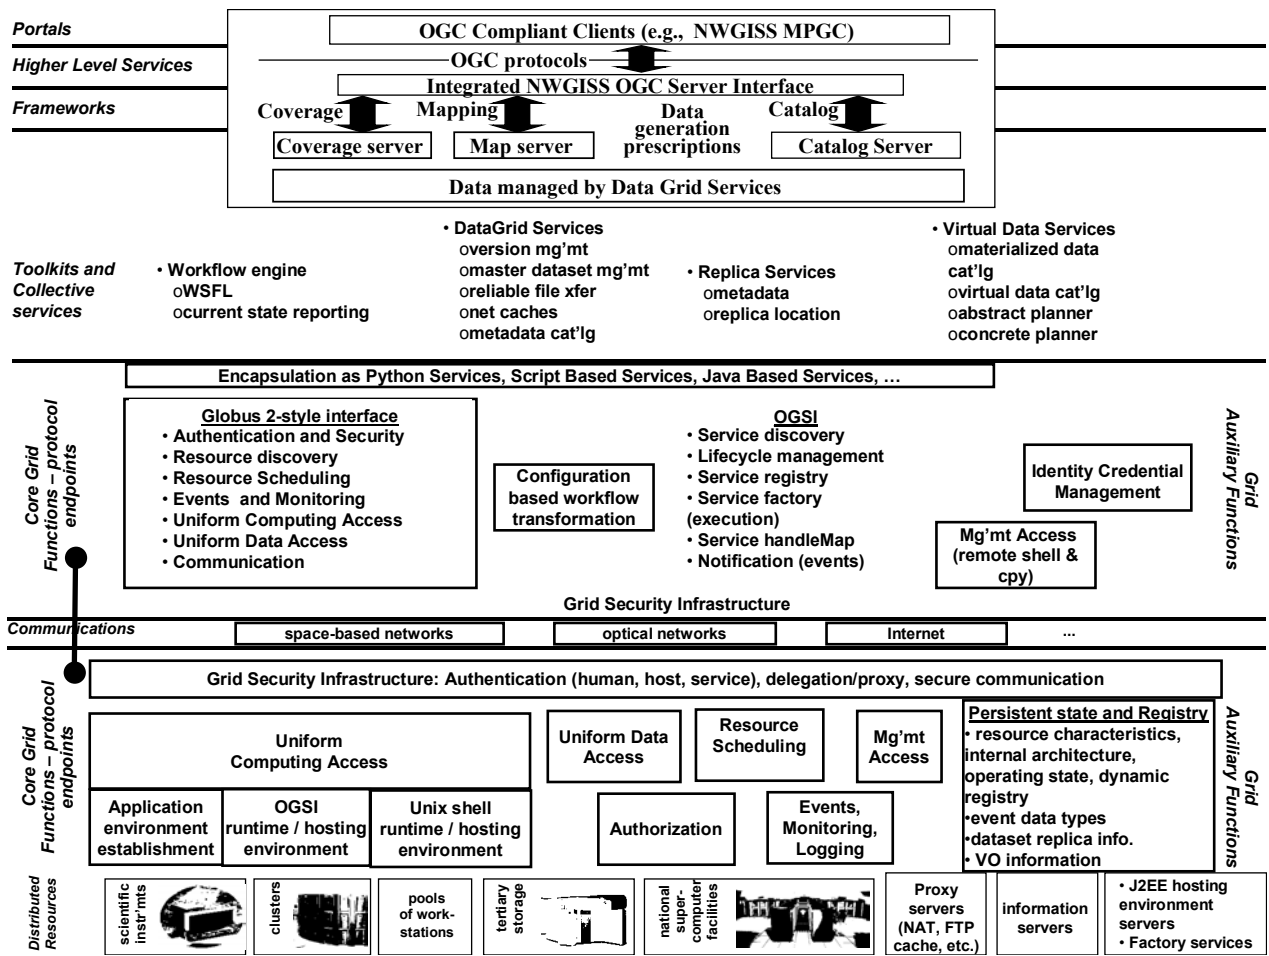 Portals
OGC Compliant Clients (e.g., NWGISS MPGC)
Higher Level Services
OGC protocols
Integrated NWGISS OGC Server Interface
Frameworks
Coverage
Mapping
Data
generation
prescriptions
Catalog
Coverage server
Map server
Catalog Server
Data managed by Data Grid Services
Toolkits and
Collective
services
• Workflow engine
oWSFL
ocurrent state reporting
• DataGrid Services
oversion mg'mt
omaster dataset mg'mt
oreliable file xfer
onet caches
ometadata cat'lg
• Replica Services
ometadata
oreplica location
• Virtual Data Services
omaterialized data
cat'lg
ovirtual data cat'lg
oabstract planner
oconcrete planner
Encapsulation as Python Services, Script Based Services, Java Based Services, …
Core Grid
Functions – protocol
endpoints
Globus 2-style interface
• Authentication and Security
• Resource discovery
• Resource Scheduling
• Events and Monitoring
• Uniform Computing Access
• Uniform Data Access
• Communication
Configuration
based workflow
transformation
OGSI
• Service discovery
• Lifecycle management
• Service registry
• Service factory
(execution)
• Service handleMap
• Notification (events)
Identity Credential
Management
Mg'mt Access
(remote shell &
cpy)
Grid
Auxiliary Functions
Grid Security Infrastructure
Communications
space-based networks
optical networks
Internet
...
Grid Security Infrastructure: Authentication (human, host, service), delegation/proxy, secure communication
Core Grid
Functions – protocol
endpoints
Uniform
Computing Access
Uniform Data
Access
Resource
Scheduling
Mg'mt
Access
Persistent state and Registry
• resource characteristics,
internal architecture,
operating state, dynamic
registry
•event data types
•dataset replica info.
• VO information
Grid
Auxiliary Functions
Application
environment
establishment
OGSI
runtime / hosting
environment
Unix shell
runtime / hosting
environment
Authorization
Events,
Monitoring,
Logging
Distributed
Resources
scientific
instr'mts
clusters
pools
of work-
stations
tertiary
storage
national
super-
computer
facilities
Proxy
servers
(NAT, FTP
cache, etc.)
information
servers
• J2EE hosting
environment
servers
• Factory services